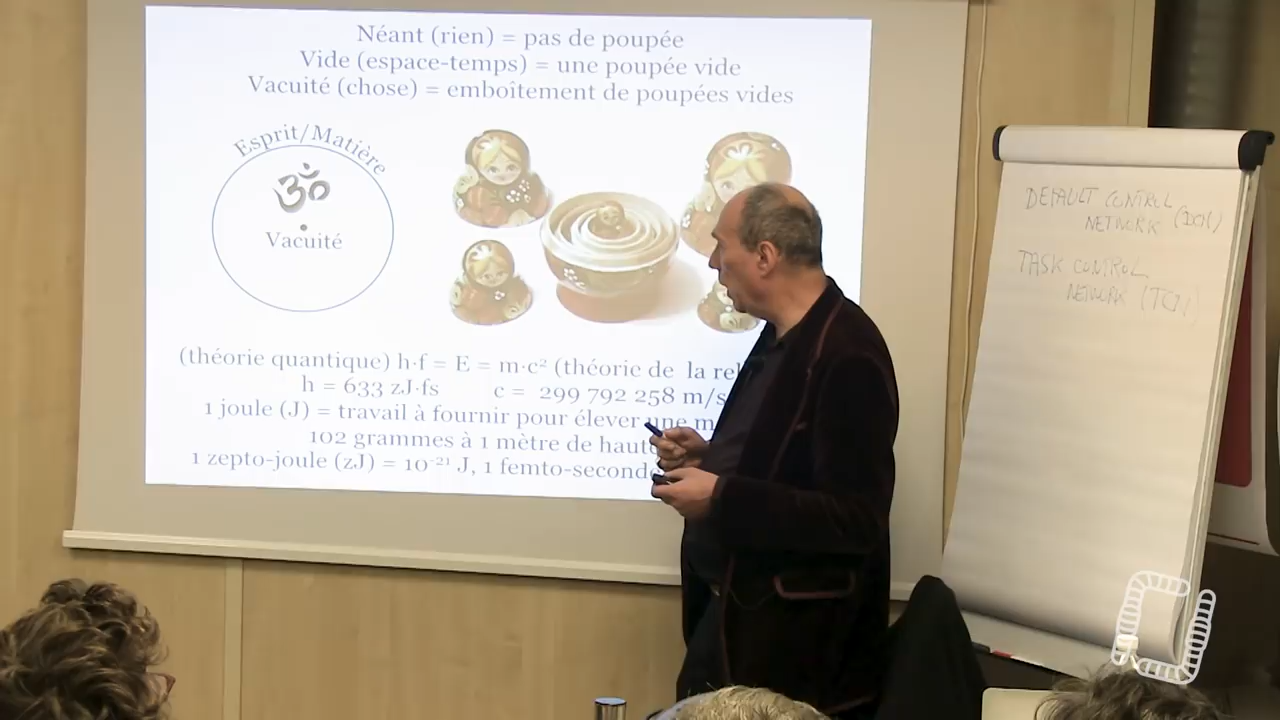 Néant (rien) = pas de poupée
Vide (espace-temps) = une poupée vide
Vacuité (chose) = emboîtement de poupées vides
Esprit/Matière
ॐ
Vacuité
(théorie quantique) h·f = E = m·c² (théorie de la rel
h = 633 zJ·fs c = 299 792 258 m/s
1 joule (J) = travail à fournir pour élever une m
102 grammes à 1 mètre de haut
1 zepto-joule (zJ) = 10⁻²¹ J, 1 femto-second
DEFAULT CONTROL
NETWORK (DCN)
TASK CONTROL
NETWORK (TCN)